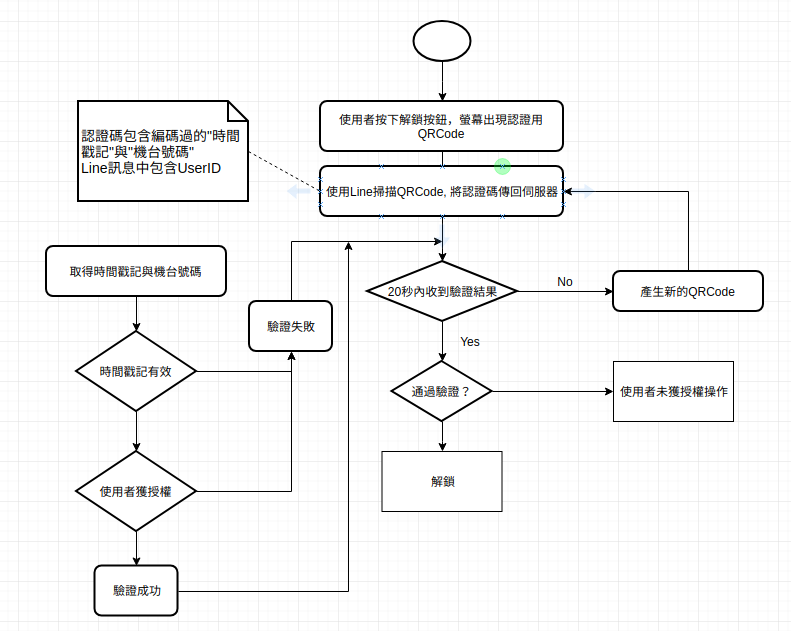 使用者按下解鎖按鈕，螢幕出現認證用
QRCode
認證碼包含編碼過的"時間
戳記"與"機台號碼"
Line訊息中包含UserID
使用Line掃描QRCode, 將認證碼傳回伺服器
取得時間戳記與機台號碼
20秒內收到驗證結果
No
產生新的QRCode
驗證失敗
Yes
時間戳記有效
通過驗證？
使用者未獲授權操作
使用者獲授權
解鎖
驗證成功